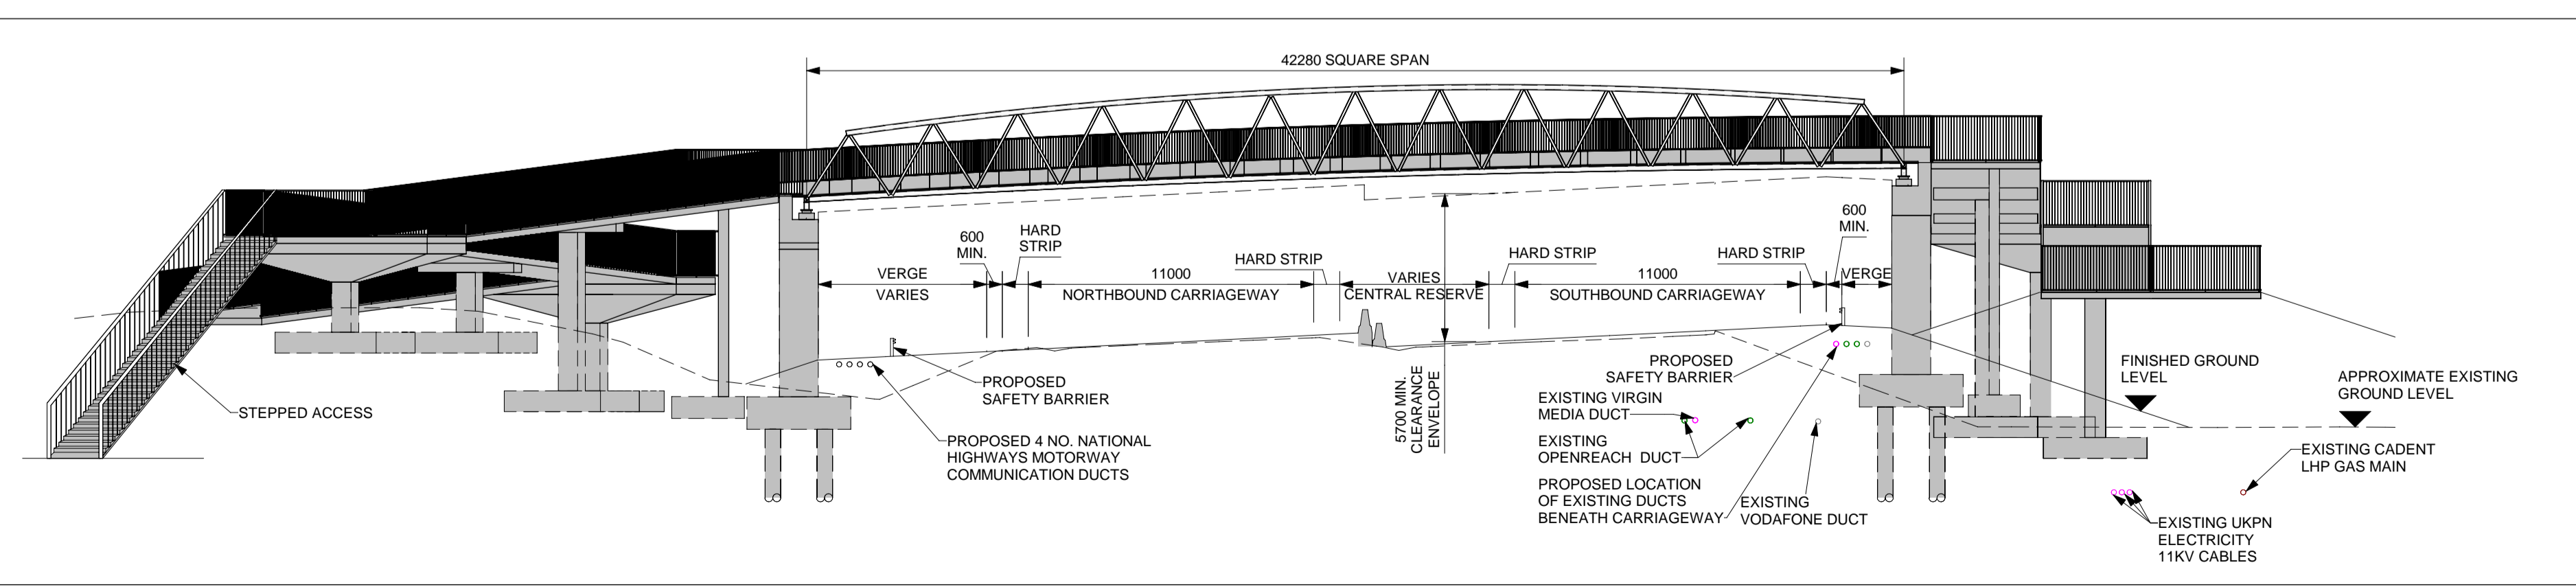 42280 SQUARE SPAN
600
MIN.
HARD
STRIP
VERGE
VARIES
11000
NORTHBOUND CARRIAGEWAY
HARD STRIP
VARIES
CENTRAL RESERVE
HARD STRIP
11000
SOUTHBOUND CARRIAGEWAY
HARD STRIP
600
MIN.
VERGE
5700 MIN.
CLEARANCE
ENVELOPE
STEPPED ACCESS
PROPOSED
SAFETY BARRIER
PROPOSED 4 NO. NATIONAL
HIGHWAYS MOTORWAY
COMMUNICATION DUCTS
PROPOSED
SAFETY BARRIER
EXISTING VIRGIN
MEDIA DUCT
EXISTING
OPENREACH DUCT
PROPOSED LOCATION
OF EXISTING DUCTS
BENEATH CARRIAGEWAY
EXISTING
VODAFONE DUCT
FINISHED GROUND
LEVEL
APPROXIMATE EXISTING
GROUND LEVEL
EXISTING CADENT
LHP GAS MAIN
EXISTING UKPN
ELECTRICITY
11KV CABLES